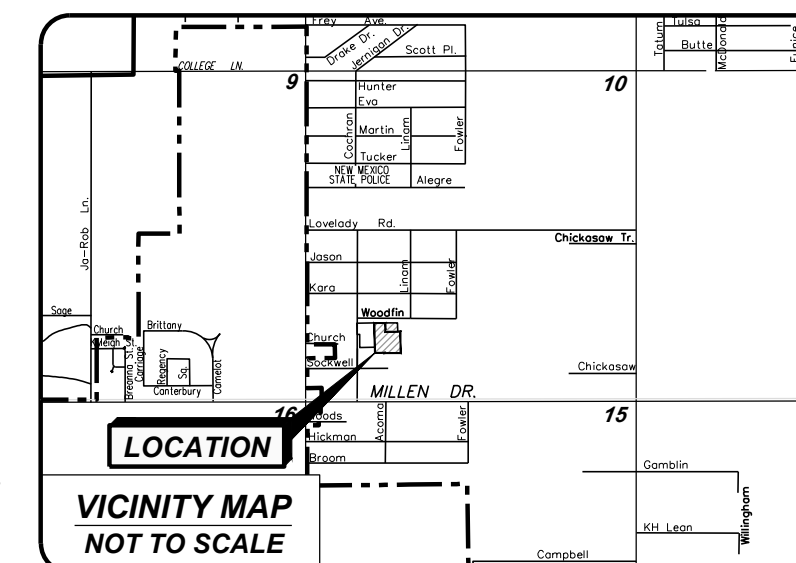 Frey Ave.
Drake Dr.
Jernigan Dr.
Scott Pl.
Tatum
Tulsa
Butte
McDonald
Eunice
COLLEGE LN.
9
10
Hunter
Eva
Cochran
Martin
Linam
Fowler
Tucker
NEW MEXICO
STATE POLICE
Alegre
Ja-Rob Ln.
Lovelady Rd.
Chickasaw Tr.
Jason
Linam
Fowler
Kara
Sage
Woodfin
Church
Brittany
Church
Breanna St.
Carriage
Regency
Sq.
Camelot
Canterbury
Sockwell
Chickasaw
MILLEN DR.
16
15
Acoma
Fowler
Hickman
Broom
LOCATION
Gamblin
Willingham
KH Lean
Campbell
VICINITY MAP
NOT TO SCALE